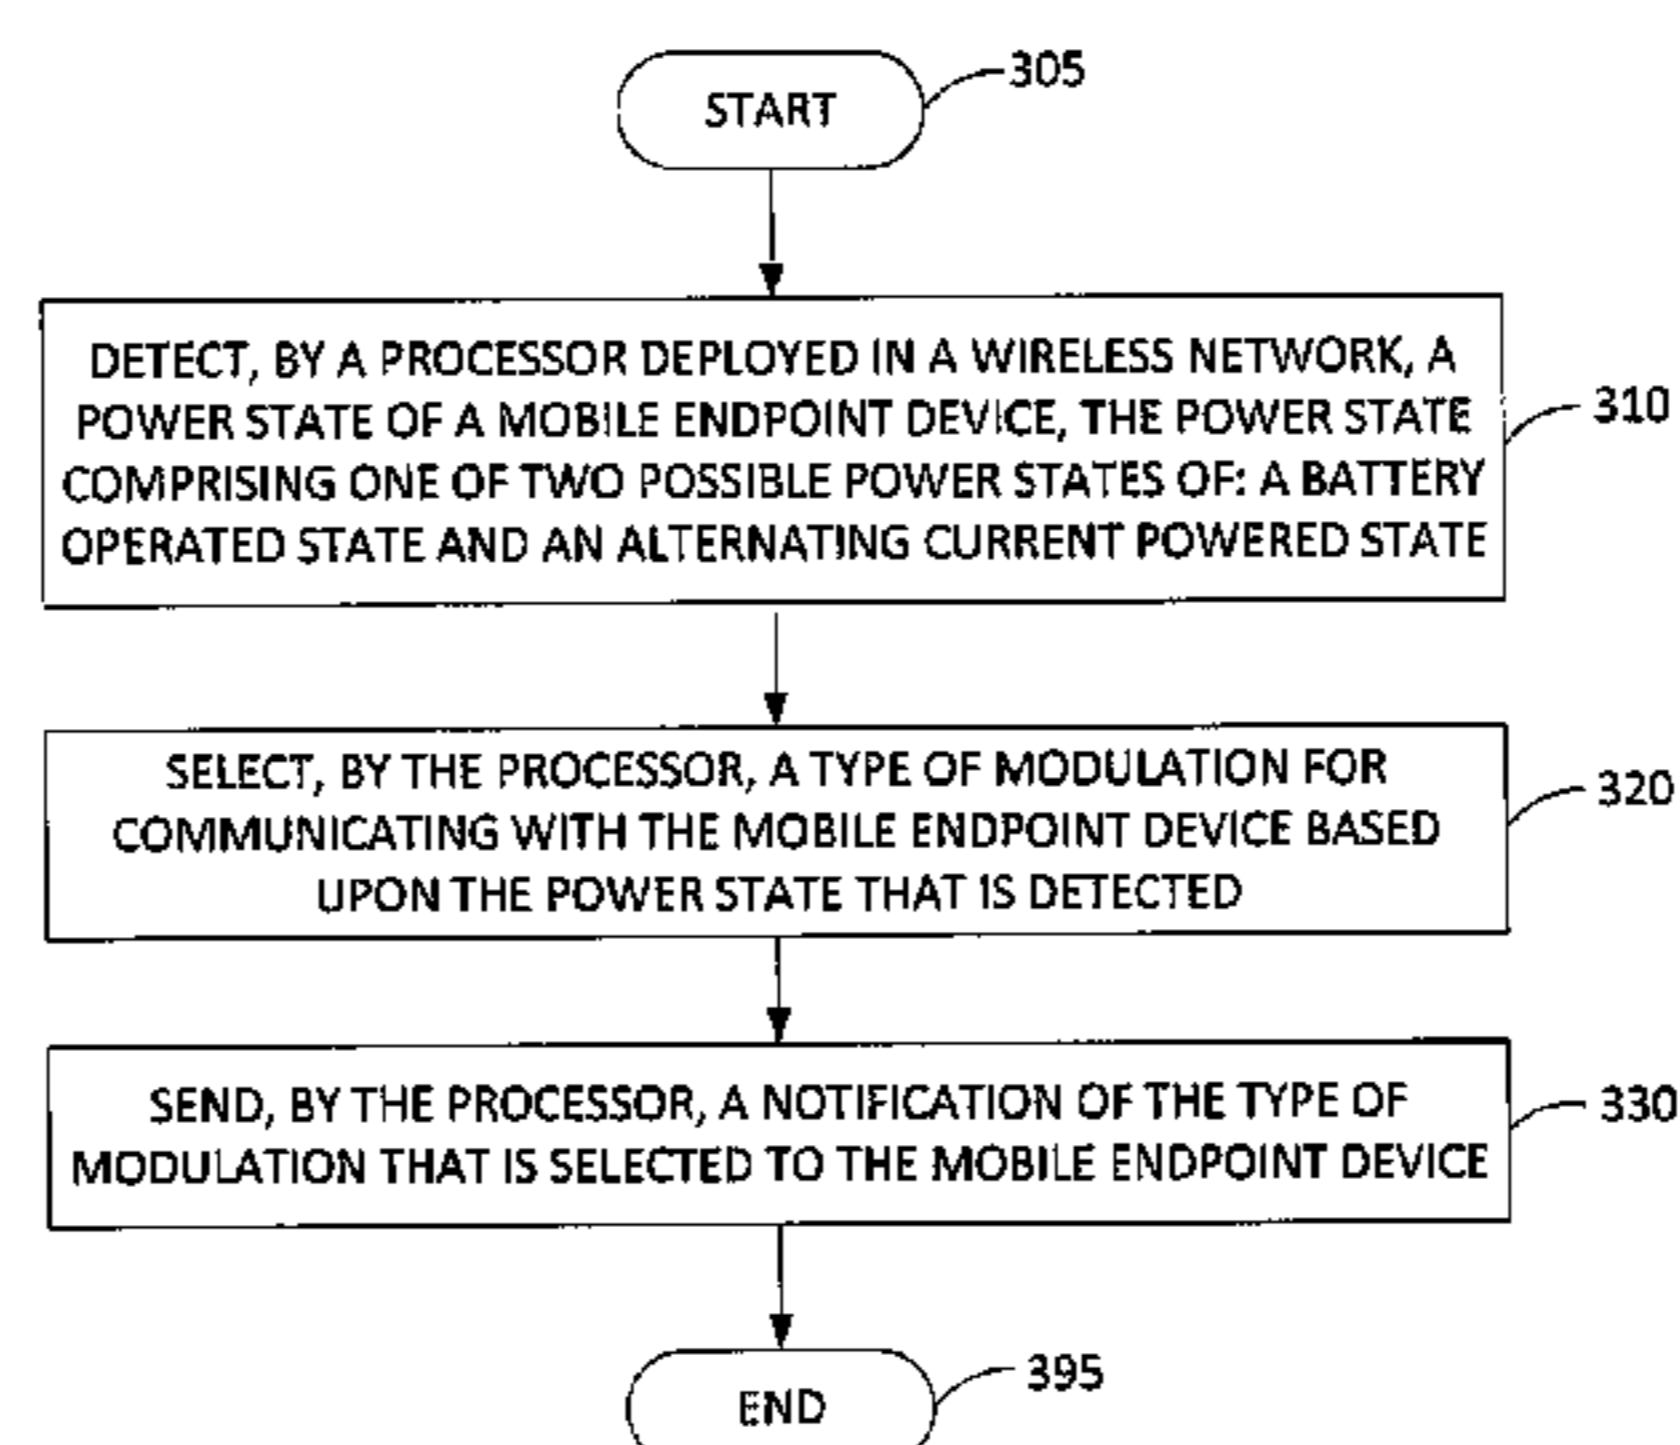 START
305
DETECT, BY A PROCESSOR DEPLOYED IN A WIRELESS NETWORK, A
POWER STATE OF A MOBILE ENDPOINT DEVICE, THE POWER STATE
COMPRISING ONE OF TWO POSSIBLE POWER STATES OF: A BATTERY
OPERATED STATE AND AN ALTERNATING CURRENT POWERED STATE
310
SELECT, BY THE PROCESSOR, A TYPE OF MODULATION FOR
COMMUNICATING WITH THE MOBILE ENDPOINT DEVICE BASED
UPON THE POWER STATE THAT IS DETECTED
320
SEND, BY THE PROCESSOR, A NOTIFICATION OF THE TYPE OF
MODULATION THAT IS SELECTED TO THE MOBILE ENDPOINT DEVICE
330
END
395